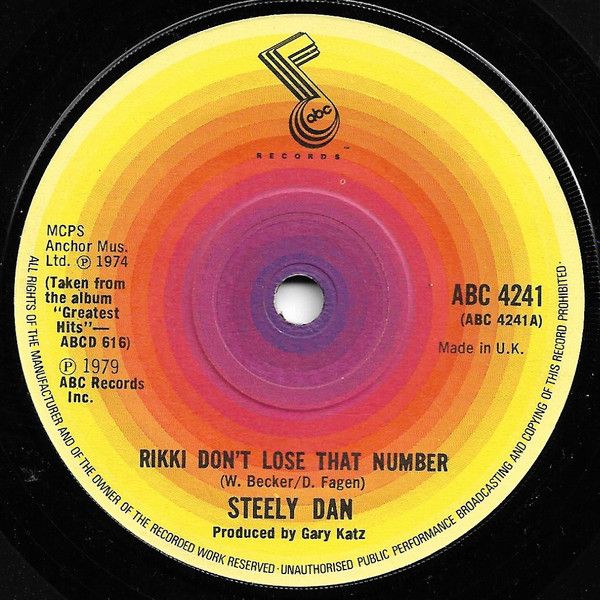 abc
RECORDS
MCPS
Anchor Mus.
Ltd. Ⓟ 1974
(Taken from
the album
"Greatest
Hits"—
ABCD 616)
Ⓟ 1979
ABC Records
Inc.
ABC 4241
(ABC 4241A)
Made in U.K.
RIKKI DON'T LOSE THAT NUMBER
(W. Becker/D. Fagen)
STEELY DAN
Produced by Gary Katz
ALL RIGHTS OF THE MANUFACTURER AND OF THE OWNER OF THE RECORDED WORK RESERVED · UNAUTHORISED PUBLIC PERFORMANCE BROADCASTING AND COPYING OF THIS RECORD PROHIBITED ·